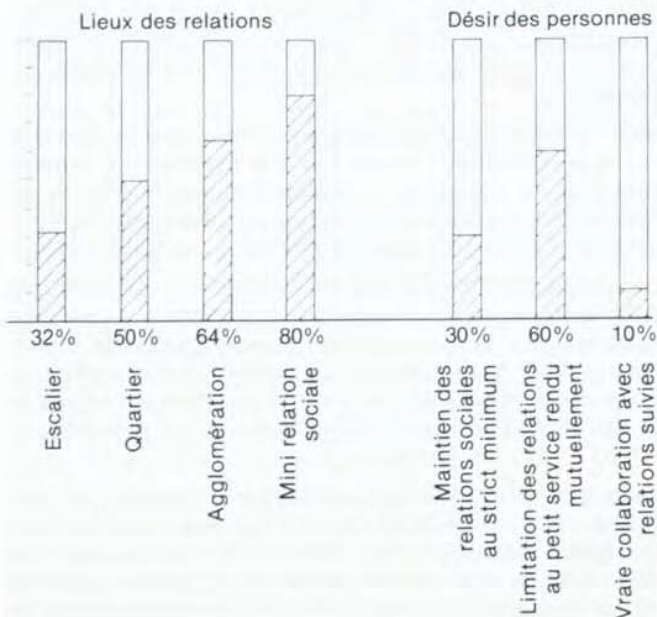 Lieux des relations
Désir des personnes
32%
50%
64%
80%
30%
60%
10%
Escalier
Quartier
Agglomération
Mini relation
sociale
Maintien des
relations sociales
au strict minimum
Limitation des relations
au petit service rendu
mutuellement
Vraie collaboration avec
relations suivies